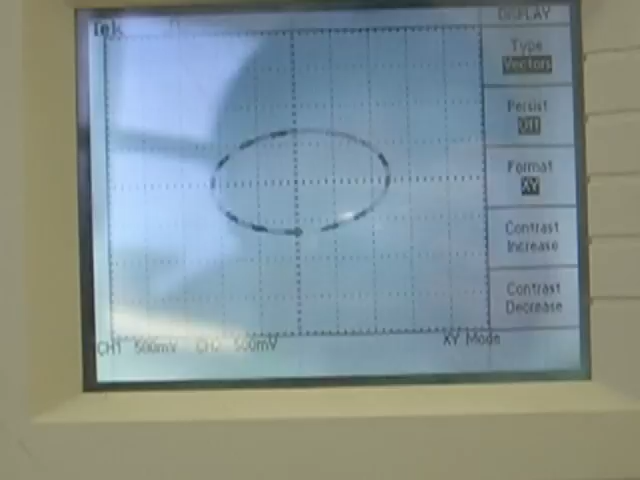 Tek
DISPLAY
Type
Vectors
Persist
Off
Format
XY
Contrast
Increase
Contrast
Decrease
CH1 500mV CH2 500mV
XY Mode